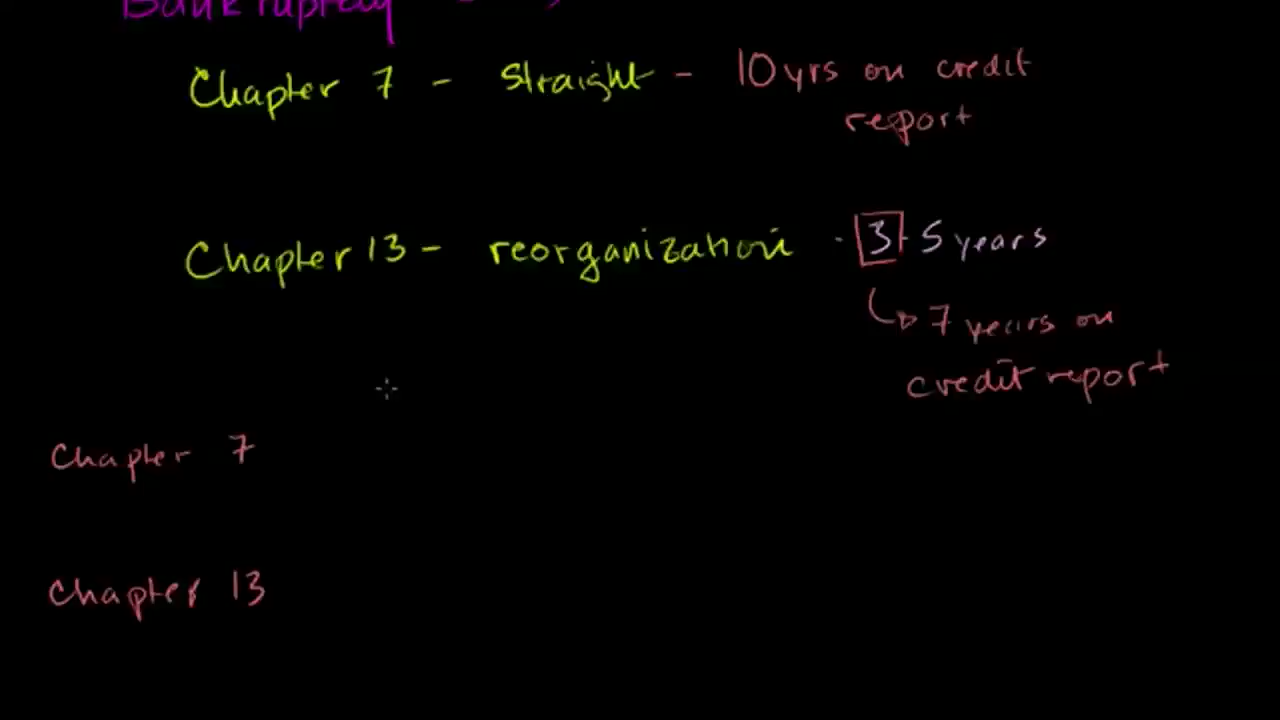 Bankruptcy -
Chapter 7 - Straight - 10 yrs on credit
report
Chapter 13 - reorganization - 3-5 years
7 years on
credit report
Chapter 7
Chapter 13